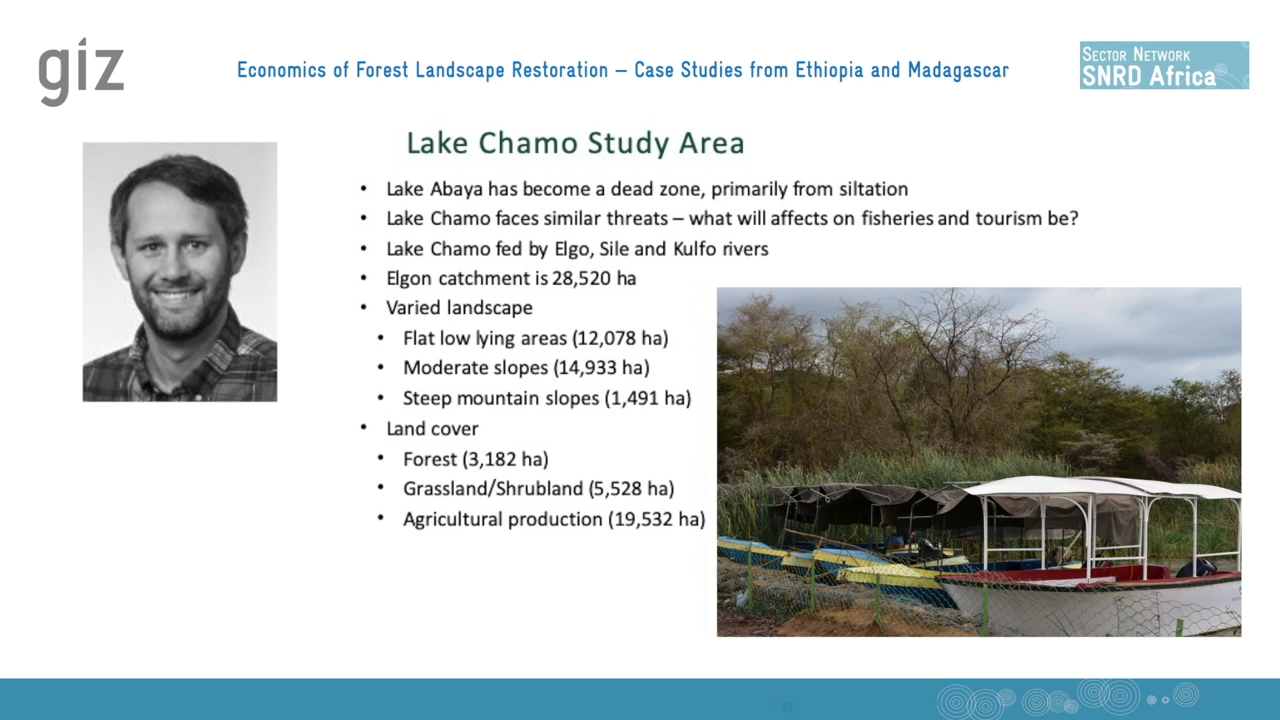 giz
Economics of Forest Landscape Restoration – Case Studies from Ethiopia and Madagascar
Sector Network
SNRD Africa
Lake Chamo Study Area
• Lake Abaya has become a dead zone, primarily from siltation
• Lake Chamo faces similar threats – what will affects on fisheries and tourism be?
• Lake Chamo fed by Elgo, Sile and Kulfo rivers
• Elgon catchment is 28,520 ha
• Varied landscape
• Flat low lying areas (12,078 ha)
• Moderate slopes (14,933 ha)
• Steep mountain slopes (1,491 ha)
• Land cover
• Forest (3,182 ha)
• Grassland/Shrubland (5,528 ha)
• Agricultural production (19,532 ha)